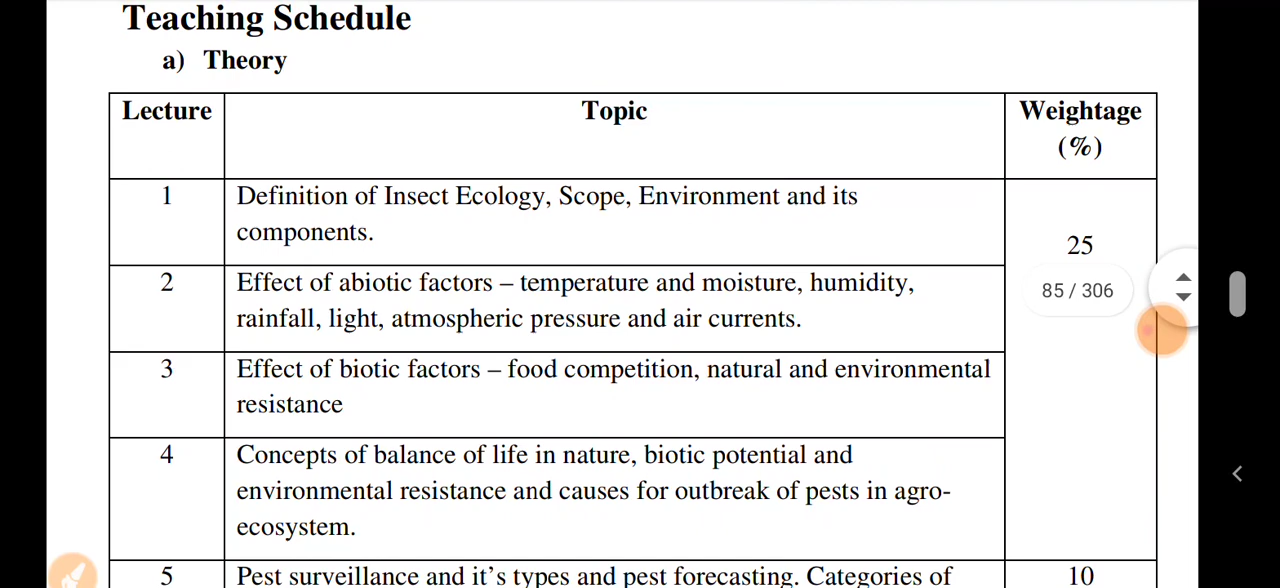 Teaching Schedule
a) Theory
Lecture Topic Weightage
(%)
1 Definition of Insect Ecology, Scope, Environment and its
components.
25
2 Effect of abiotic factors – temperature and moisture, humidity,
rainfall, light, atmospheric pressure and air currents.
85 / 306
3 Effect of biotic factors – food competition, natural and environmental
resistance
4 Concepts of balance of life in nature, biotic potential and
environmental resistance and causes for outbreak of pests in agro-
ecosystem.
5 Pest surveillance and it's types and pest forecasting. Categories of 10